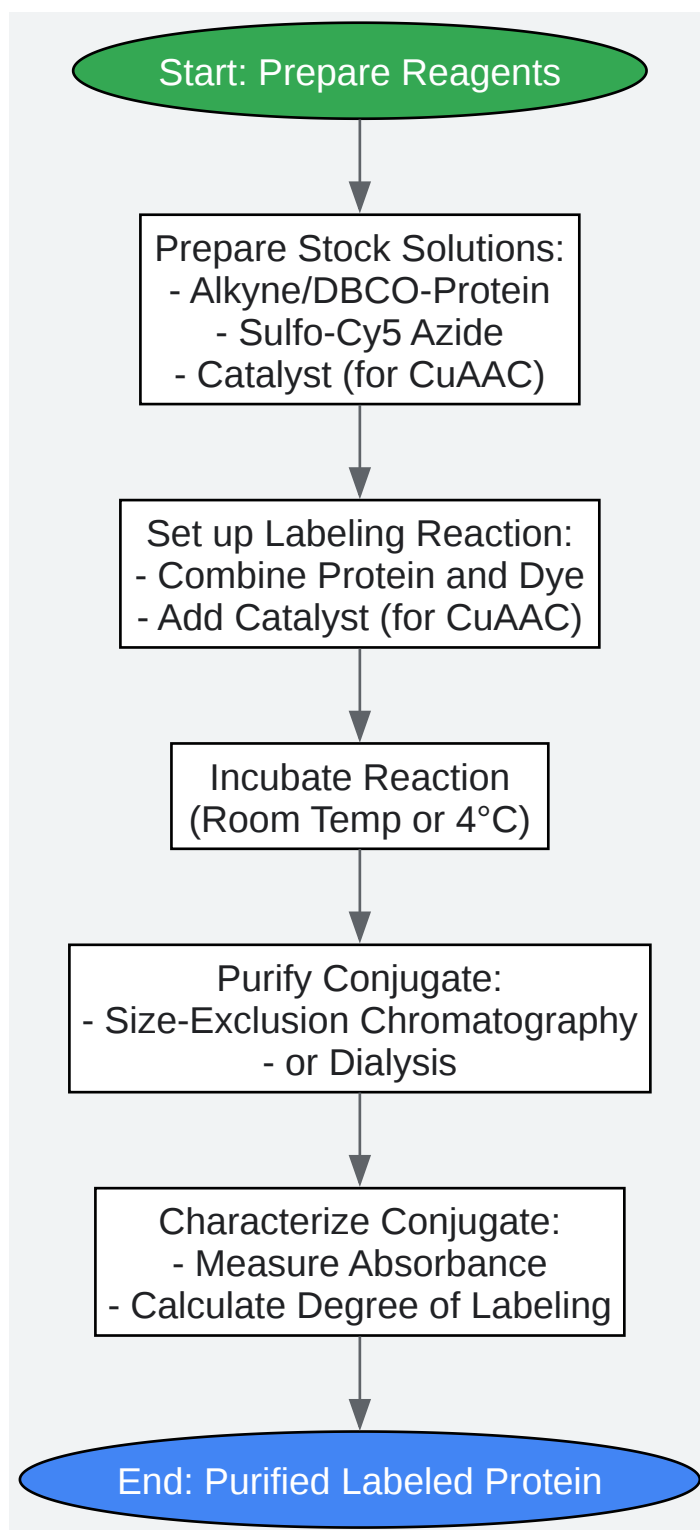 Start: Prepare Reagents
Prepare Stock Solutions:
- Alkyne/DBCO-Protein
- Sulfo-Cy5 Azide
- Catalyst (for CuAAC)
Set up Labeling Reaction:
- Combine Protein and Dye
- Add Catalyst (for CuAAC)
Incubate Reaction
(Room Temp or 4°C)
Purify Conjugate:
- Size-Exclusion Chromatography
- or Dialysis
Characterize Conjugate:
- Measure Absorbance
- Calculate Degree of Labeling
End: Purified Labeled Protein